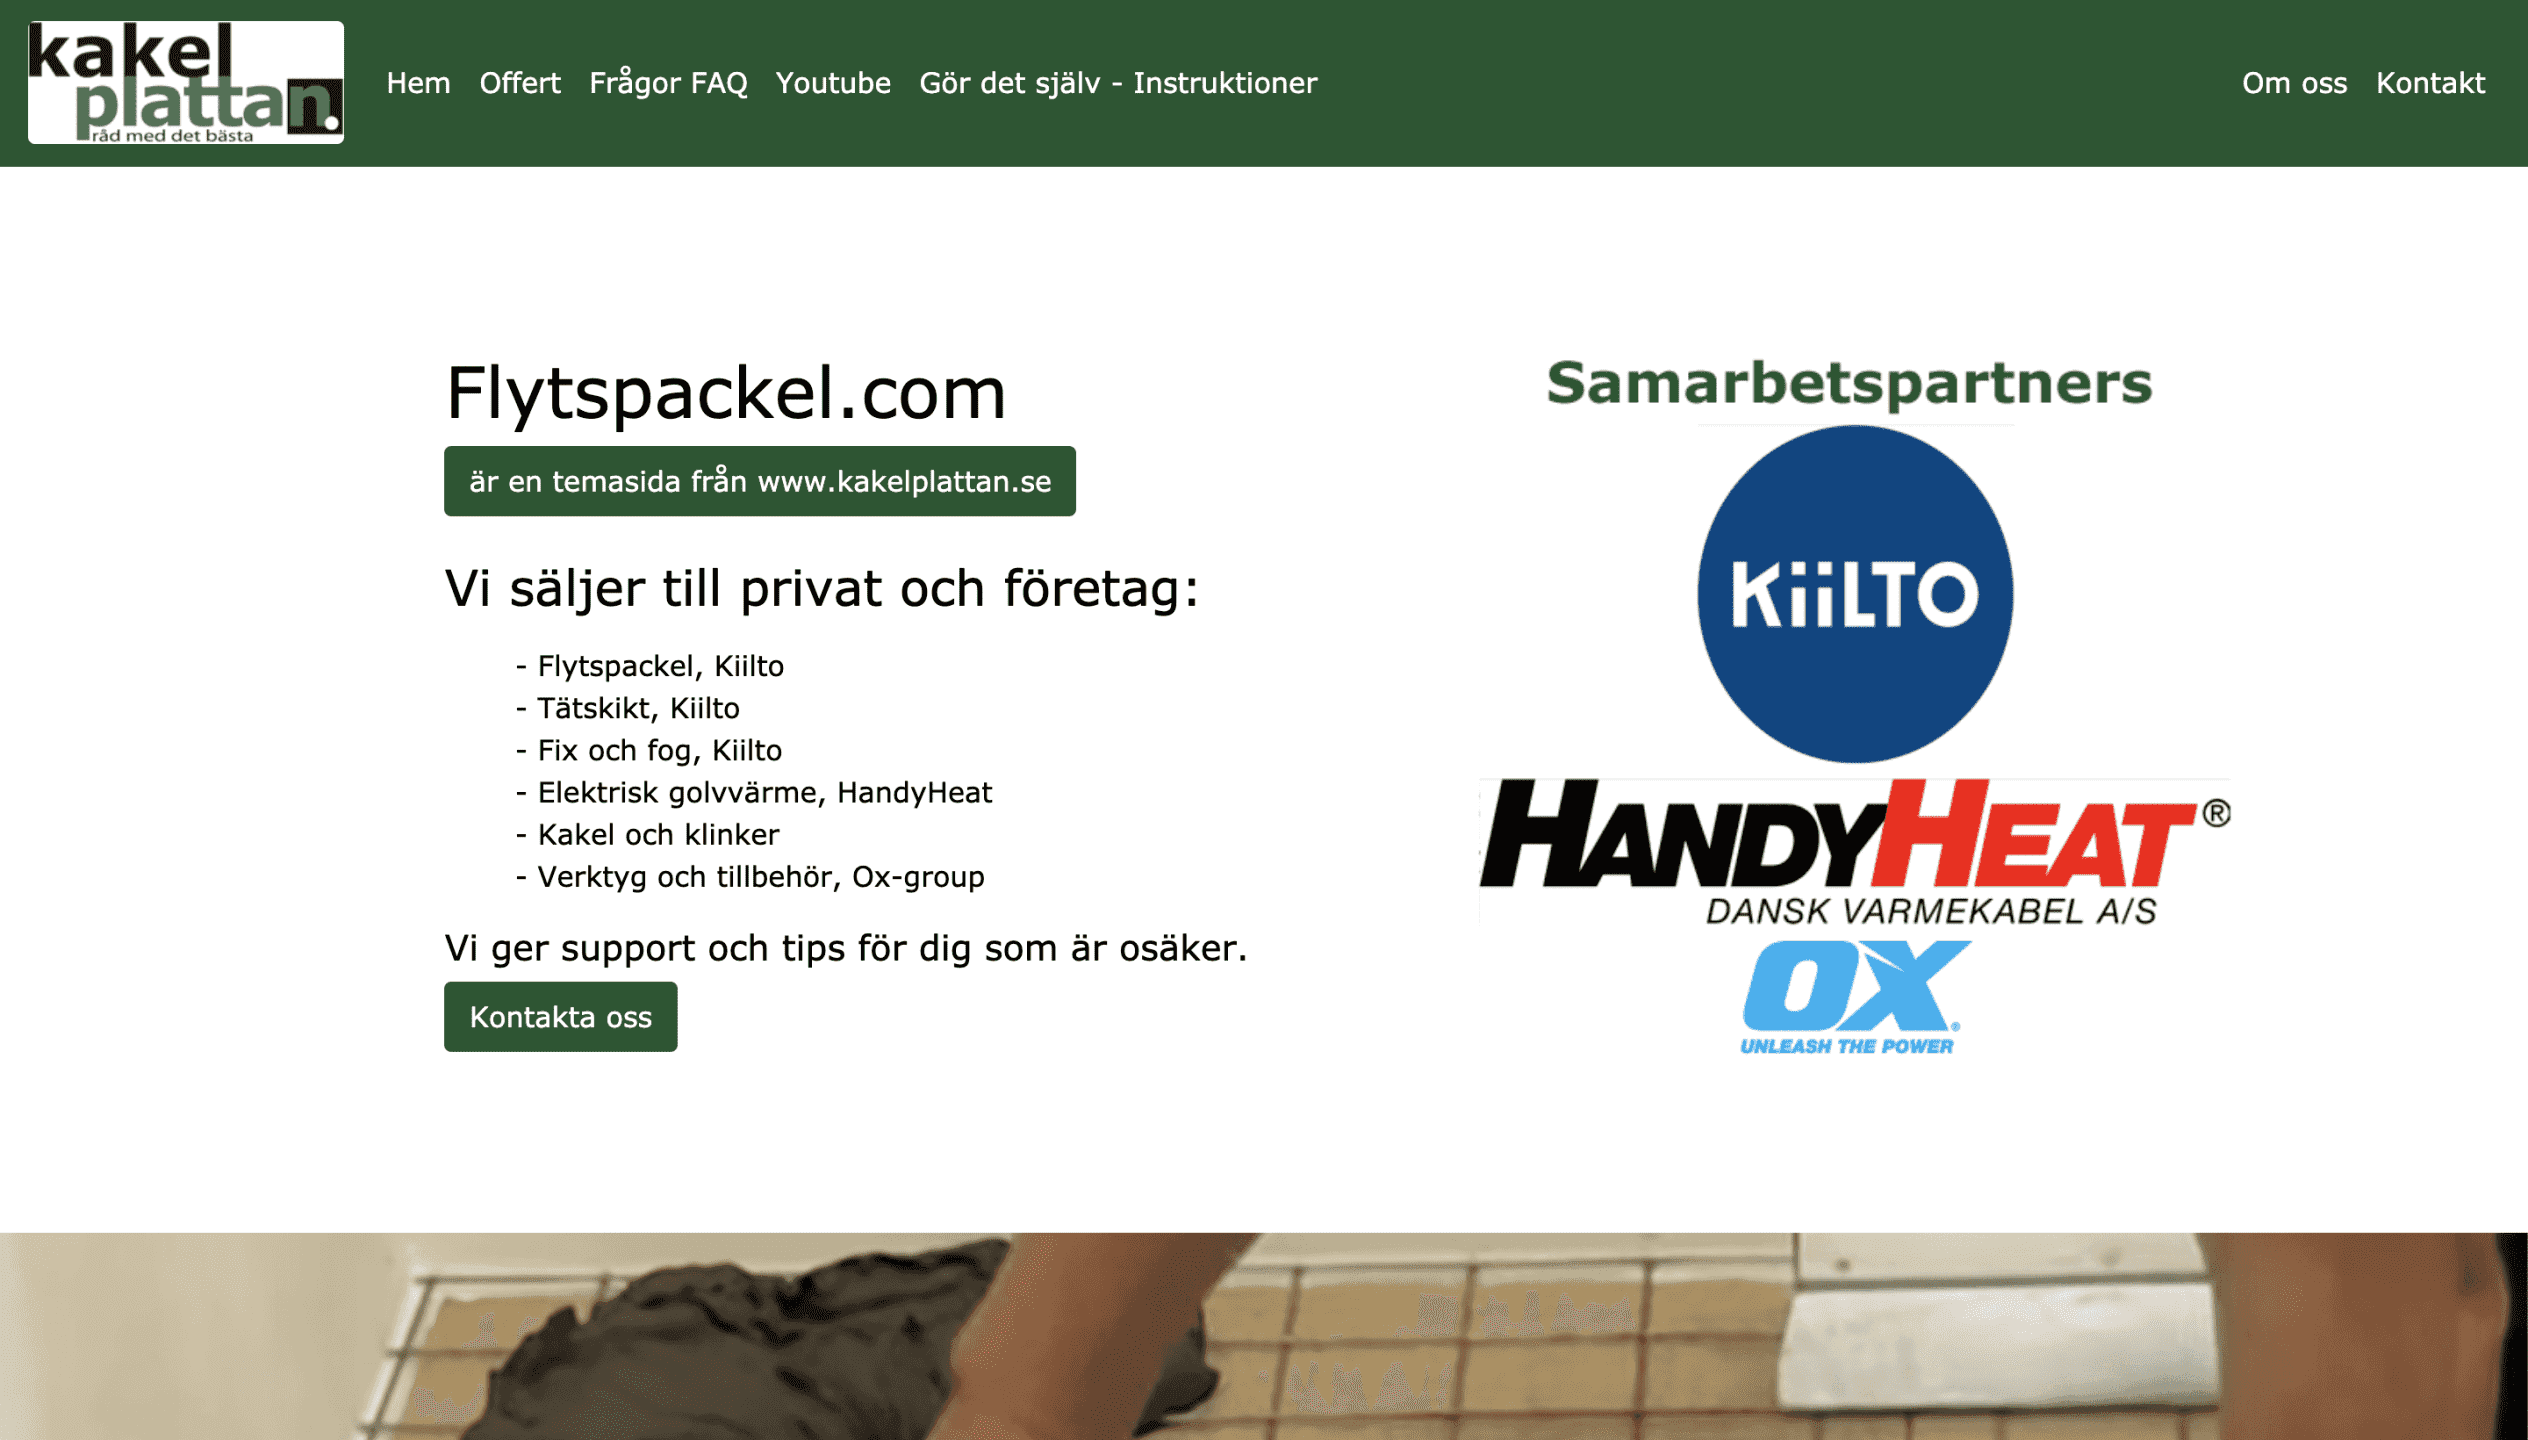 kakel
plattan.
råd med det bästa
Hem Offert Frågor FAQ Youtube Gör det själv - Instruktioner Om oss Kontakt
Flytspackel.com
är en temasida från www.kakelplattan.se
Vi säljer till privat och företag:
- Flytspackel, Kiilto
- Tätskikt, Kiilto
- Fix och fog, Kiilto
- Elektrisk golvvärme, HandyHeat
- Kakel och klinker
- Verktyg och tillbehör, Ox-group
Vi ger support och tips för dig som är osäker.
Kontakta oss
Samarbetspartners
KiiLTO
HANDYHEAT®
DANSK VARMEKABEL A/S
OX®
UNLEASH THE POWER